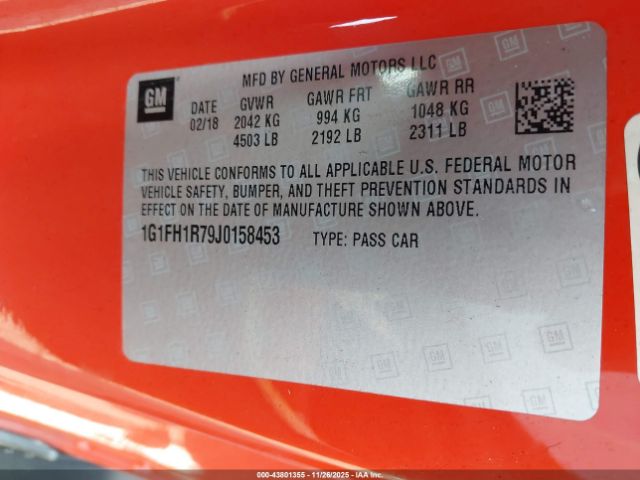 MFD BY GENERAL MOTORS LLC
GM
DATE GVWR GAWR FRT GAWR RR
02/18 2042 KG 994 KG 1048 KG
4503 LB 2192 LB 2311 LB
THIS VEHICLE CONFORMS TO ALL APPLICABLE U.S. FEDERAL MOTOR
VEHICLE SAFETY, BUMPER, AND THEFT PREVENTION STANDARDS IN
EFFECT ON THE DATE OF MANUFACTURE SHOWN ABOVE.
1G1FH1R79J0158453 TYPE: PASS CAR
000-43801355 | 11/26/2025 | IAAI.COM